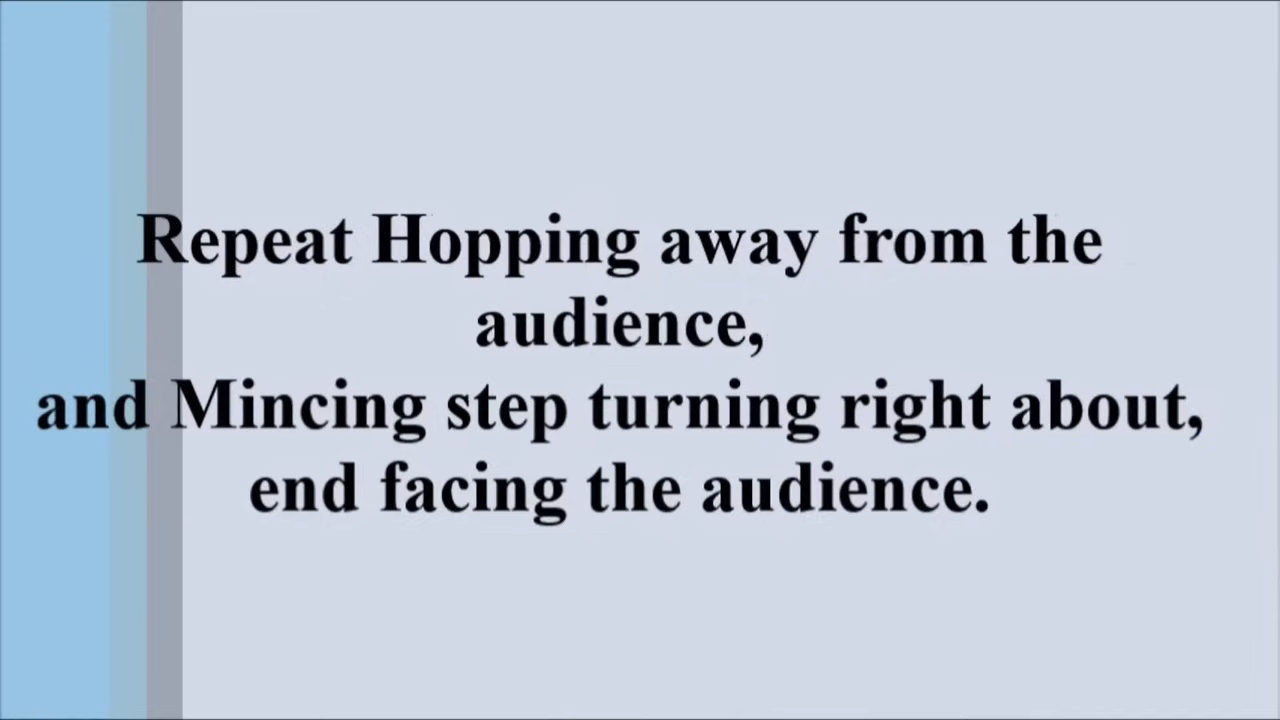 Repeat Hopping away from the
audience,
and Mincing step turning right about,
end facing the audience.